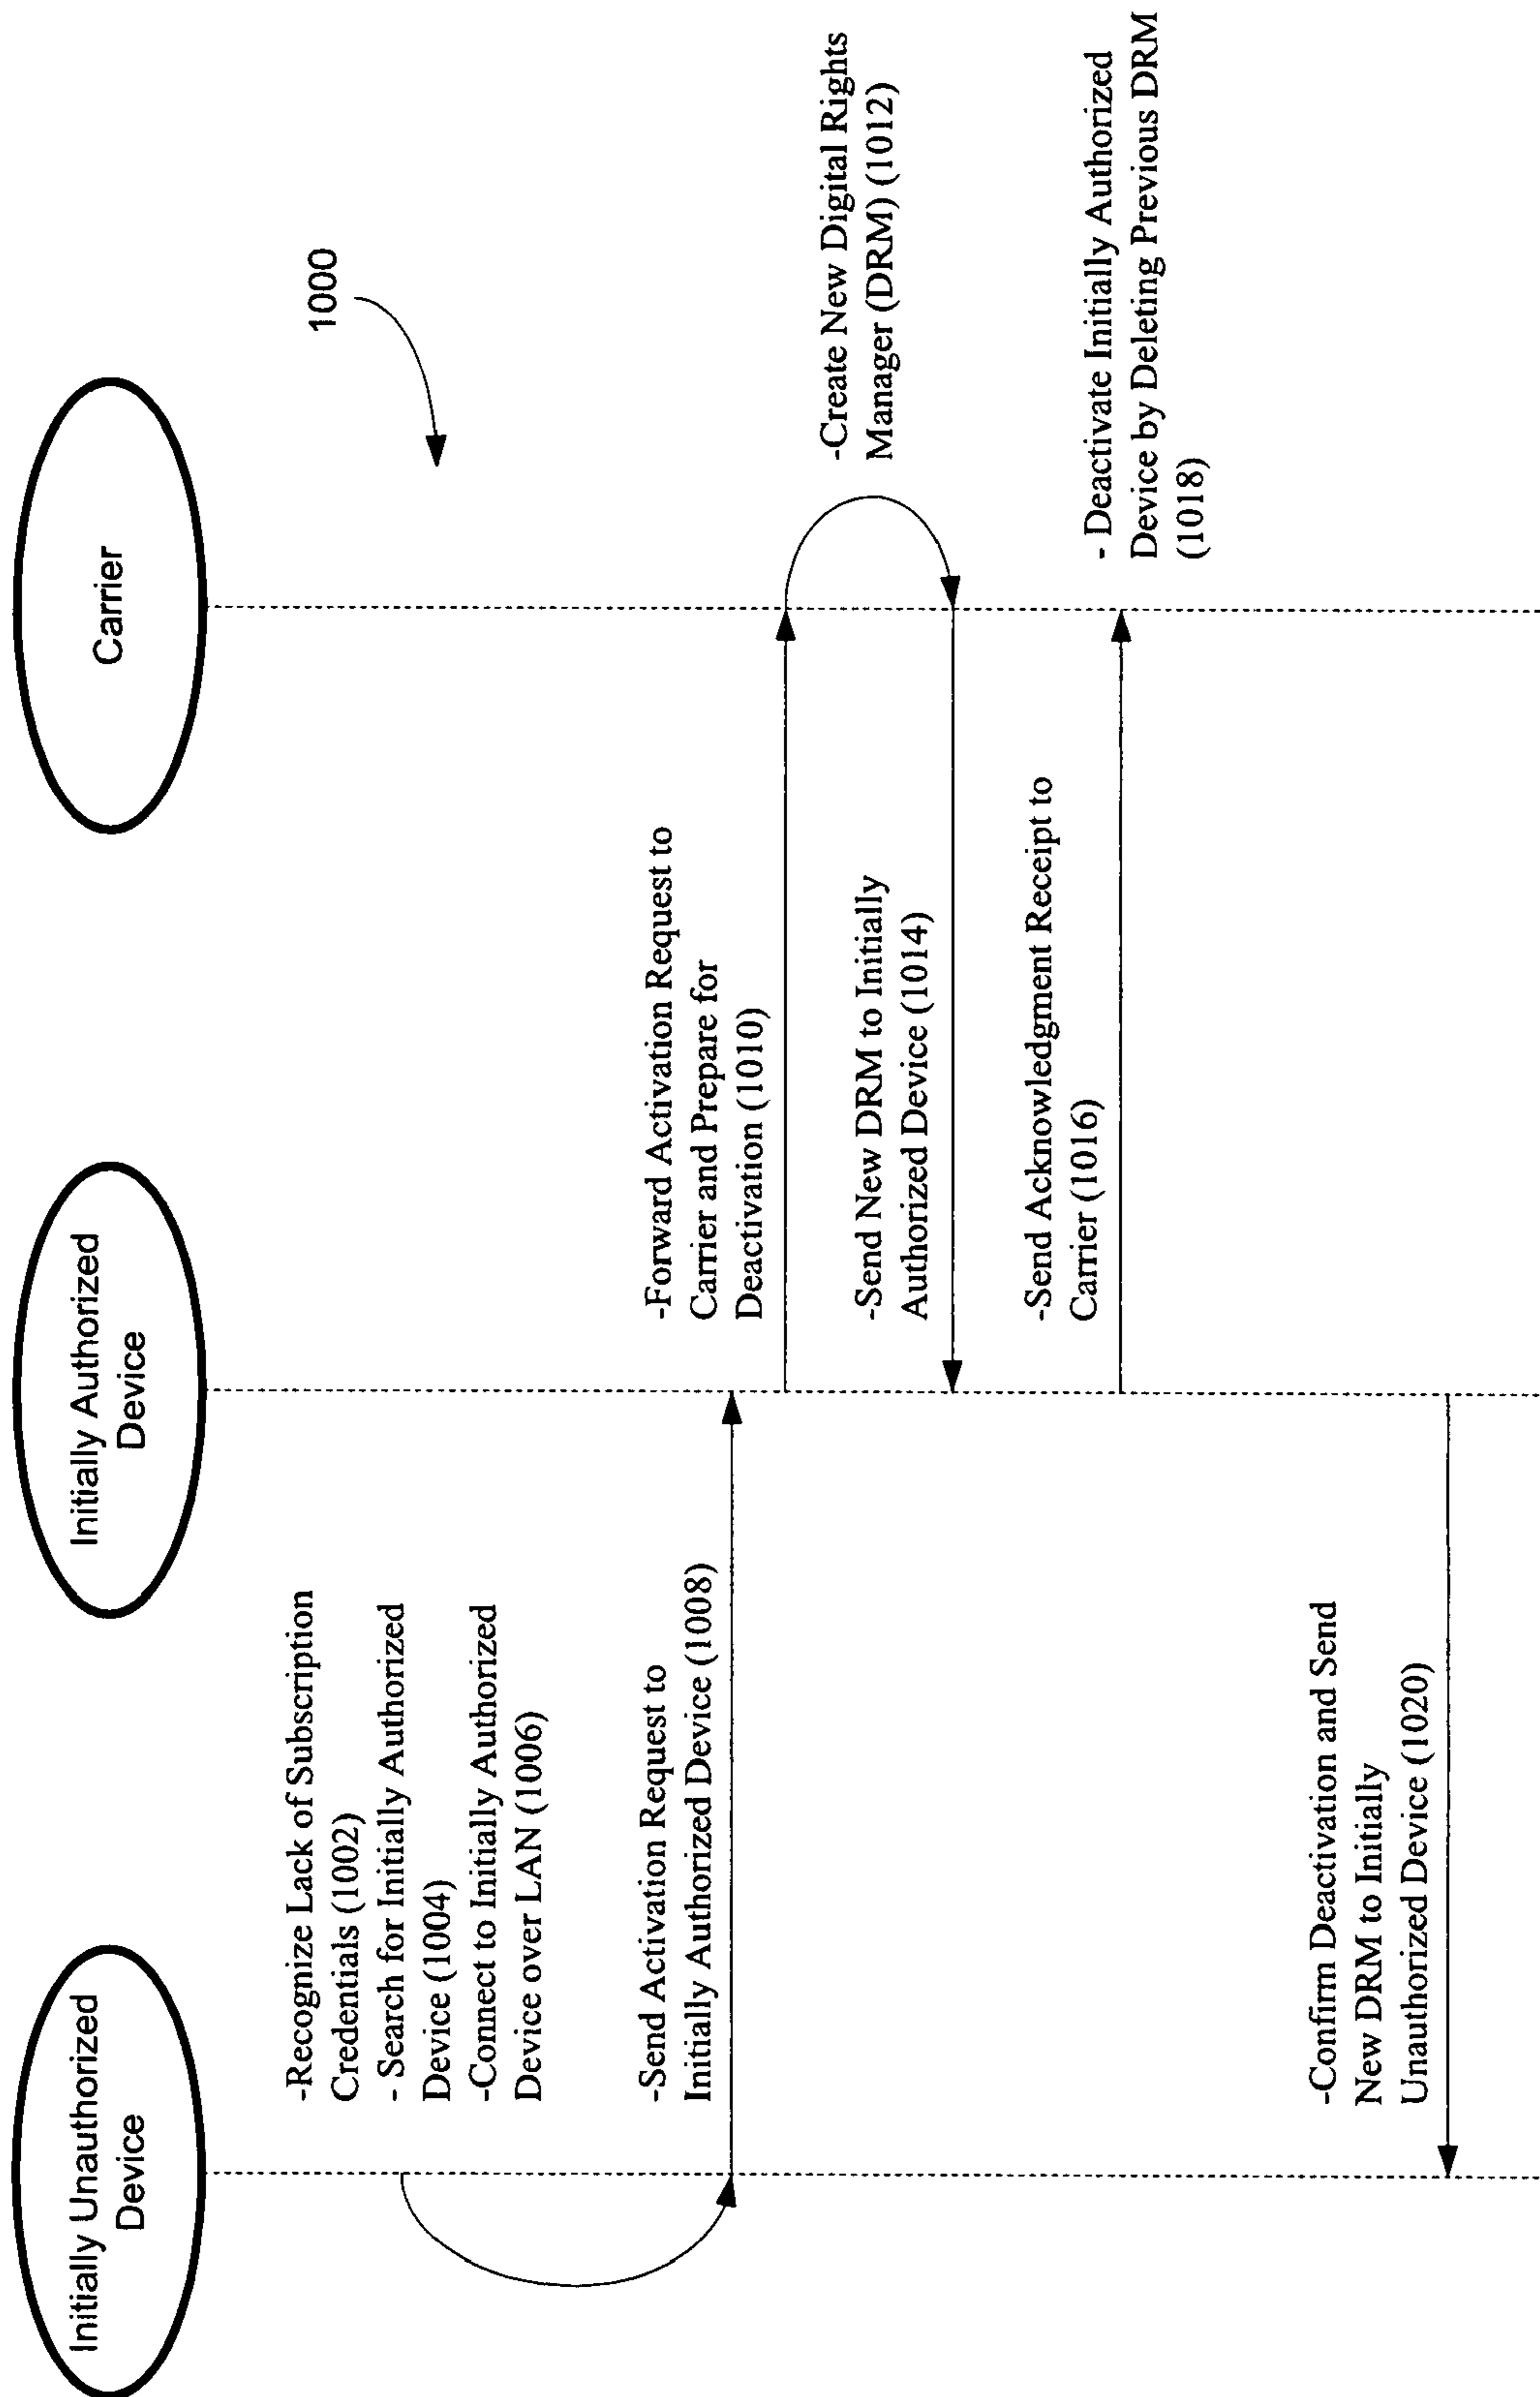 Initially Unauthorized
Device
Initially Authorized
Device
Carrier
1000
-Recognize Lack of Subscription
Credentials (1002)
- Search for Initially Authorized
Device (1004)
-Connect to Initially Authorized
Device over LAN (1006)
-Send Activation Request to
Initially Authorized Device (1008)
-Forward Activation Request to
Carrier and Prepare for
Deactivation (1010)
-Create New Digital Rights
Manager (DRM) (1012)
-Send New DRM to Initially
Authorized Device (1014)
-Send Acknowledgment Receipt to
Carrier (1016)
- Deactivate Initially Authorized
Device by Deleting Previous DRM
(1018)
-Confirm Deactivation and Send
New DRM to Initially
Unauthorized Device (1020)